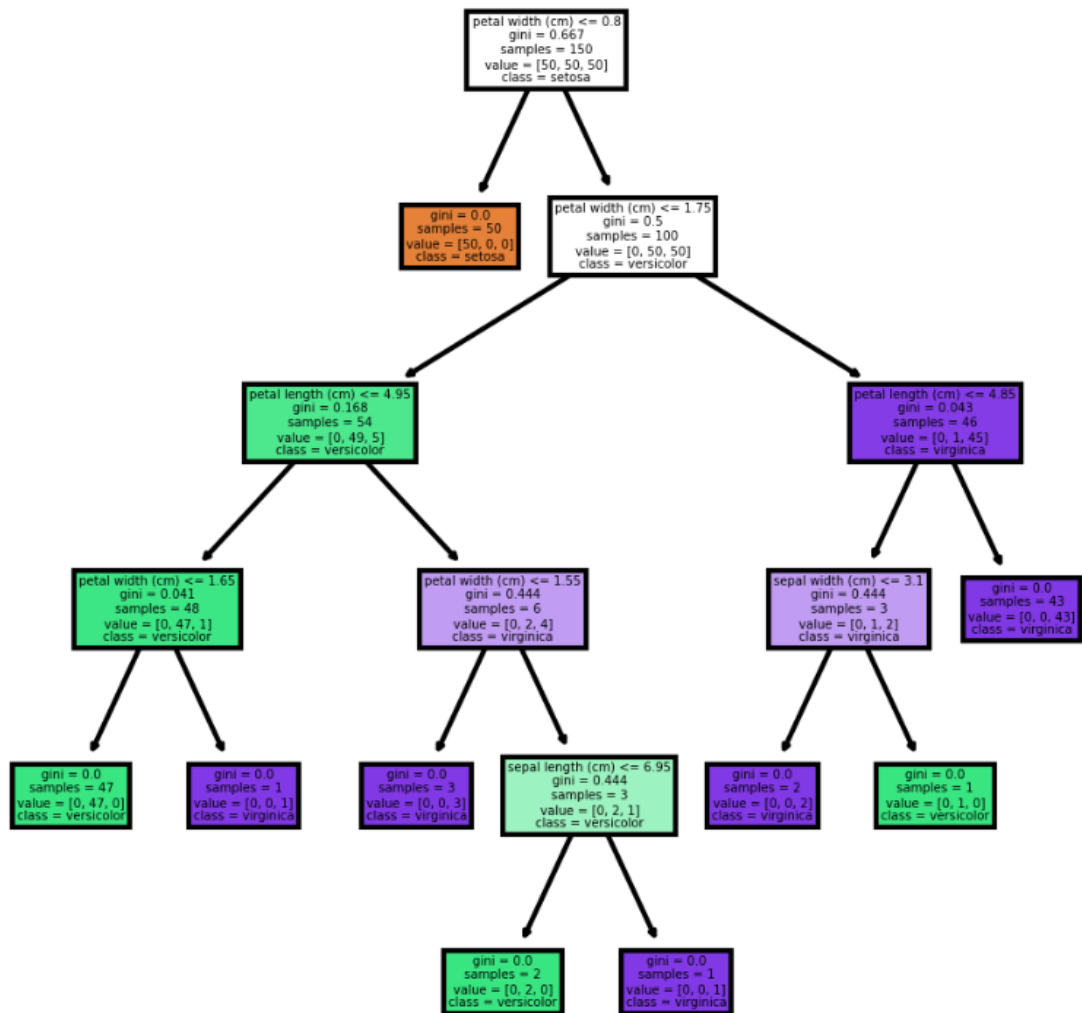 petal width (cm) <= 0.8
gini = 0.667
samples = 150
value = [50, 50, 50]
class = setosa
gini = 0.0
samples = 50
value = [50, 0, 0]
class = setosa
petal width (cm) <= 1.75
gini = 0.5
samples = 100
value = [0, 50, 50]
class = versicolor
petal length (cm) <= 4.95
gini = 0.168
samples = 54
value = [0, 49, 5]
class = versicolor
petal length (cm) <= 4.85
gini = 0.043
samples = 46
value = [0, 1, 45]
class = virginica
petal width (cm) <= 1.65
gini = 0.041
samples = 48
value = [0, 47, 1]
class = versicolor
petal width (cm) <= 1.55
gini = 0.444
samples = 6
value = [0, 2, 4]
class = virginica
sepal width (cm) <= 3.1
gini = 0.444
samples = 3
value = [0, 1, 2]
class = virginica
gini = 0.0
samples = 43
value = [0, 0, 43]
class = virginica
gini = 0.0
samples = 47
value = [0, 47, 0]
class = versicolor
gini = 0.0
samples = 1
value = [0, 0, 1]
class = virginica
gini = 0.0
samples = 3
value = [0, 0, 3]
class = virginica
sepal length (cm) <= 6.95
gini = 0.444
samples = 3
value = [0, 2, 1]
class = versicolor
gini = 0.0
samples = 2
value = [0, 0, 2]
class = virginica
gini = 0.0
samples = 1
value = [0, 1, 0]
class = versicolor
gini = 0.0
samples = 2
value = [0, 2, 0]
class = versicolor
gini = 0.0
samples = 1
value = [0, 0, 1]
class = virginica